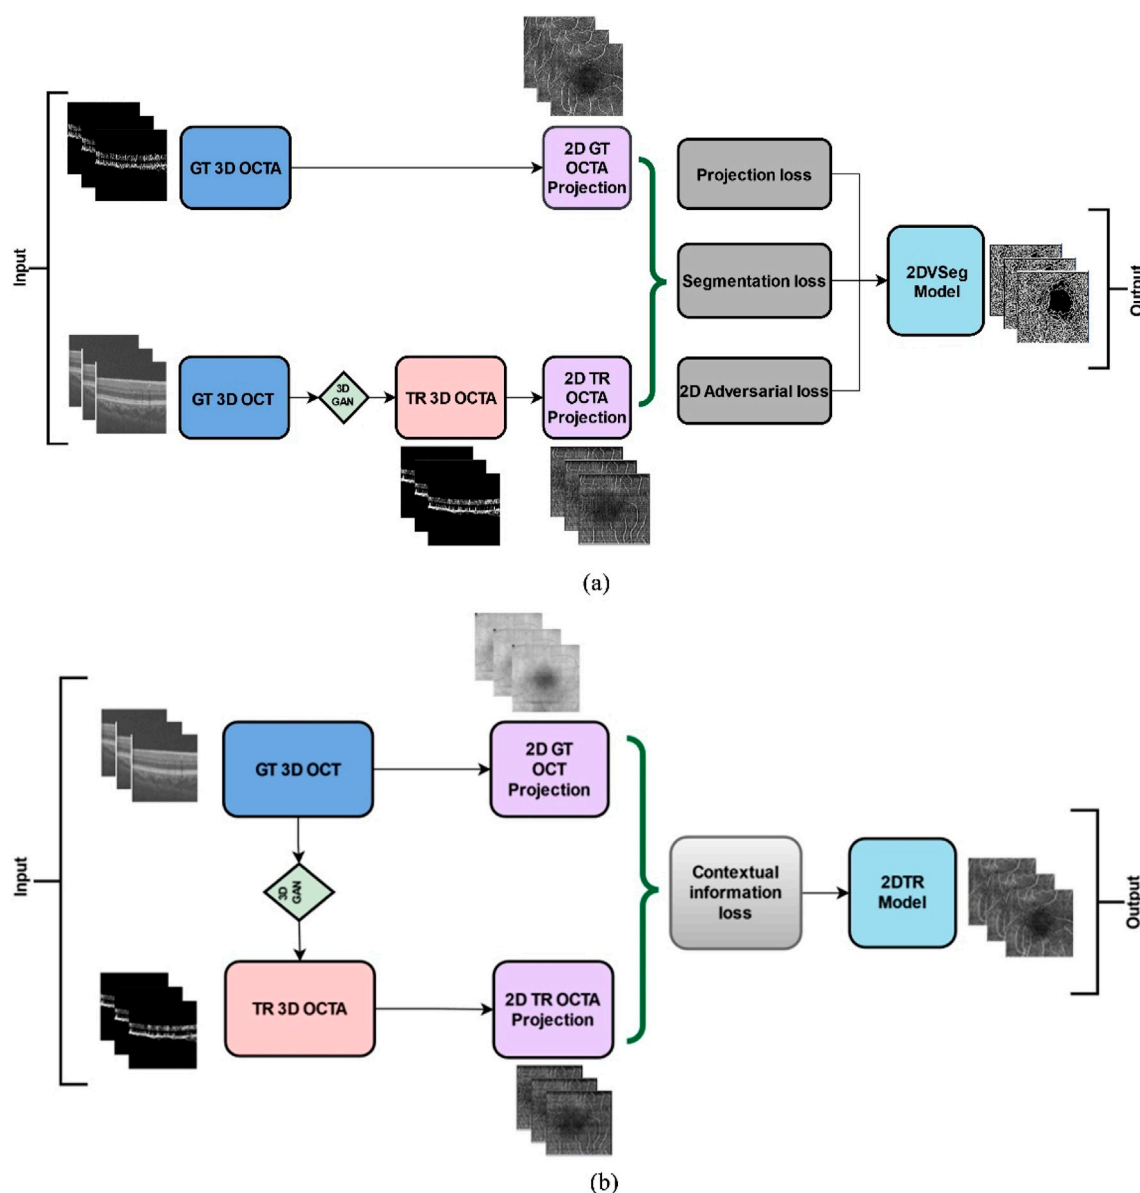 Input
GT 3D OCTA
2D GT
OCTA
Projection
GT 3D OCT
3D
GAN
TR 3D OCTA
2D TR
OCTA
Projection
Projection loss
Segmentation loss
2D Adversarial loss
2DVSeg
Model
Output
(a)
Input
GT 3D OCT
2D GT
OCT
Projection
3D
GAN
TR 3D OCTA
2D TR OCTA
Projection
Contextual
information
loss
2DTR
Model
Output
(b)